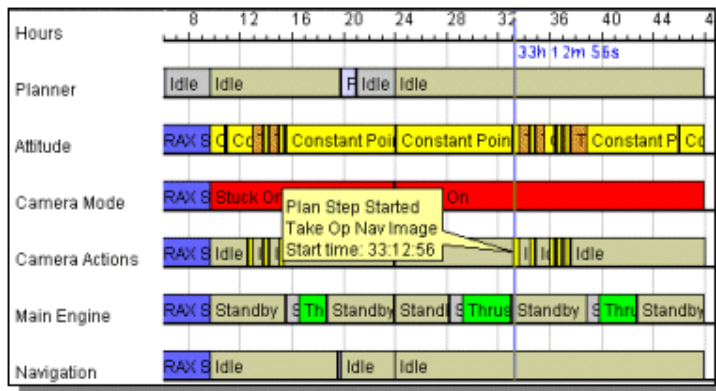 Hours 8 12 16 20 24 28 32 36 40 44 4
33h 12m 56s
Planner Idle Idle F Idle Idle
Attitude RAX S C Co T T Constant Poi Constant Poin T I T Constant P Co
Camera Mode RAX S Stuck On On
Plan Step Started
Take Op Nav Image
Start time: 33:12:56
Camera Actions RAX S Idle I I I Idle
Main Engine RAX S Standby S Th Standby Standl S Thrus Standby S Thru Standby
Navigation RAX S Idle Idle Idle